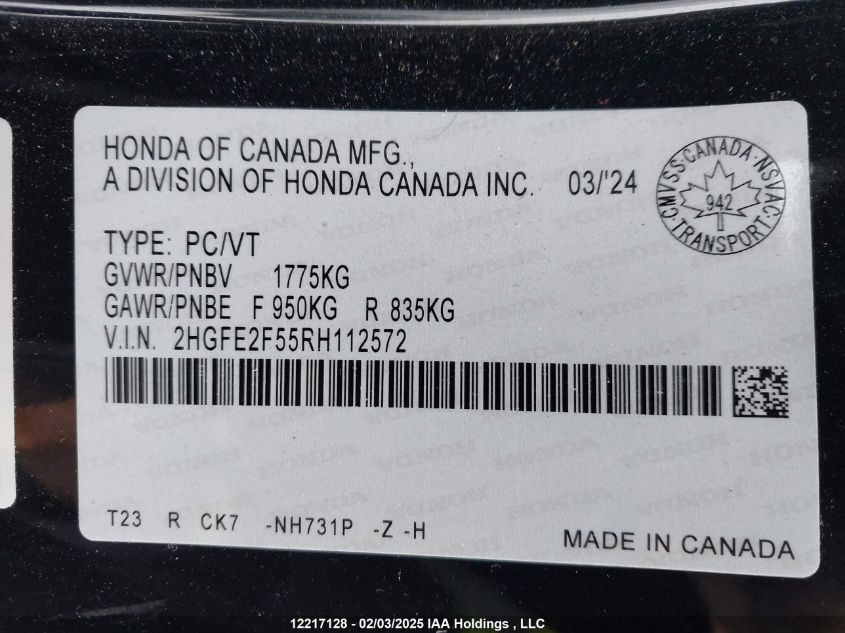 HONDA OF CANADA MFG.,
A DIVISION OF HONDA CANADA INC. 03/'24
CMVSS·CANADA·NSVAC·TRANSPORT·
942
TYPE: PC/VT
GVWR/PNBV 1775KG
GAWR/PNBE F 950KG R 835KG
V.I.N. 2HGFE2F55RH112572
T23 R CK7 -NH731P -Z -H
MADE IN CANADA
12217128 - 02/03/2025 IAA Holdings , LLC